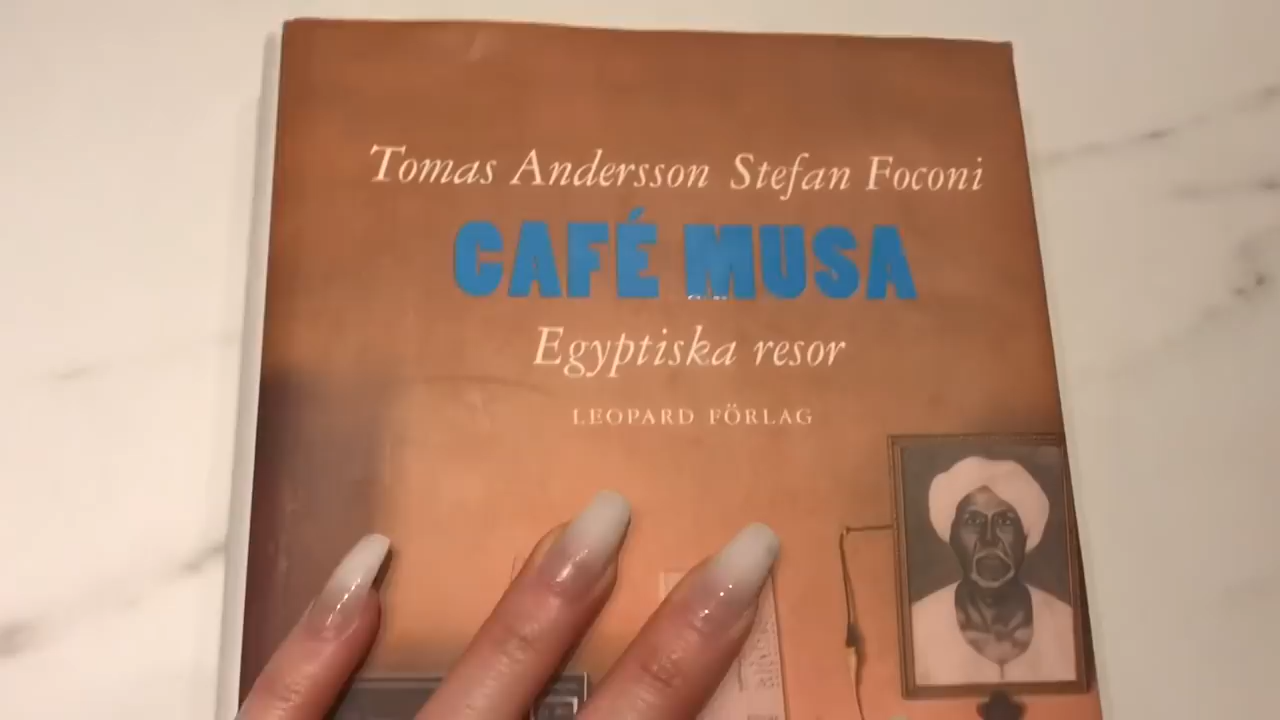 Tomas Andersson Stefan Foconi
CAFÉ MUSA
Egyptiska resor
LEOPARD FÖRLAG